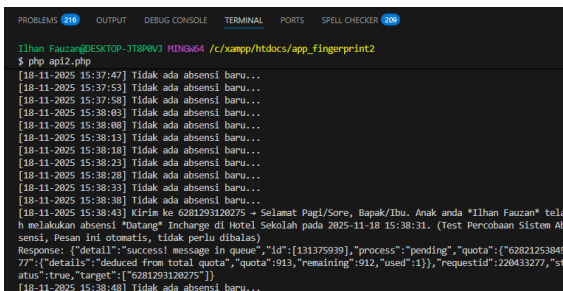 PROBLEMS 216 OUTPUT DEBUG CONSOLE TERMINAL PORTS SPELL CHECKER 209
Ilhan Fauzan@DESKTOP-JT8P0VJ MINGW64 /c/xampp/htdocs/app_fingerprint2
$ php api2.php
[18-11-2025 15:37:47] Tidak ada absensi baru...
[18-11-2025 15:37:53] Tidak ada absensi baru...
[18-11-2025 15:37:58] Tidak ada absensi baru...
[18-11-2025 15:38:03] Tidak ada absensi baru...
[18-11-2025 15:38:08] Tidak ada absensi baru...
[18-11-2025 15:38:13] Tidak ada absensi baru...
[18-11-2025 15:38:18] Tidak ada absensi baru...
[18-11-2025 15:38:23] Tidak ada absensi baru...
[18-11-2025 15:38:28] Tidak ada absensi baru...
[18-11-2025 15:38:33] Tidak ada absensi baru...
[18-11-2025 15:38:38] Tidak ada absensi baru...
[18-11-2025 15:38:43] Kirim ke 6281293120275 → Selamat Pagi/Sore, Bapak/Ibu. Anak anda *Ilhan Fauzan* tela
h melakukan absensi *Datang* Incharge di Hotel Sekolah pada 2025-11-18 15:38:31. (Test Percobaan Sistem Ab
sensi, Pesan ini otomatis, tidak perlu dibalas)
Response: {"detail":"success! message in queue","id":[131375939],"process":"pending","quota":{"62821253845
77":{"details":"deduced from total quota","quota":913,"remaining":912,"used":1}},"requestid":220433277,"st
atus":true,"target":["6281293120275"]}
[18-11-2025 15:38:48] Tidak ada absensi baru...